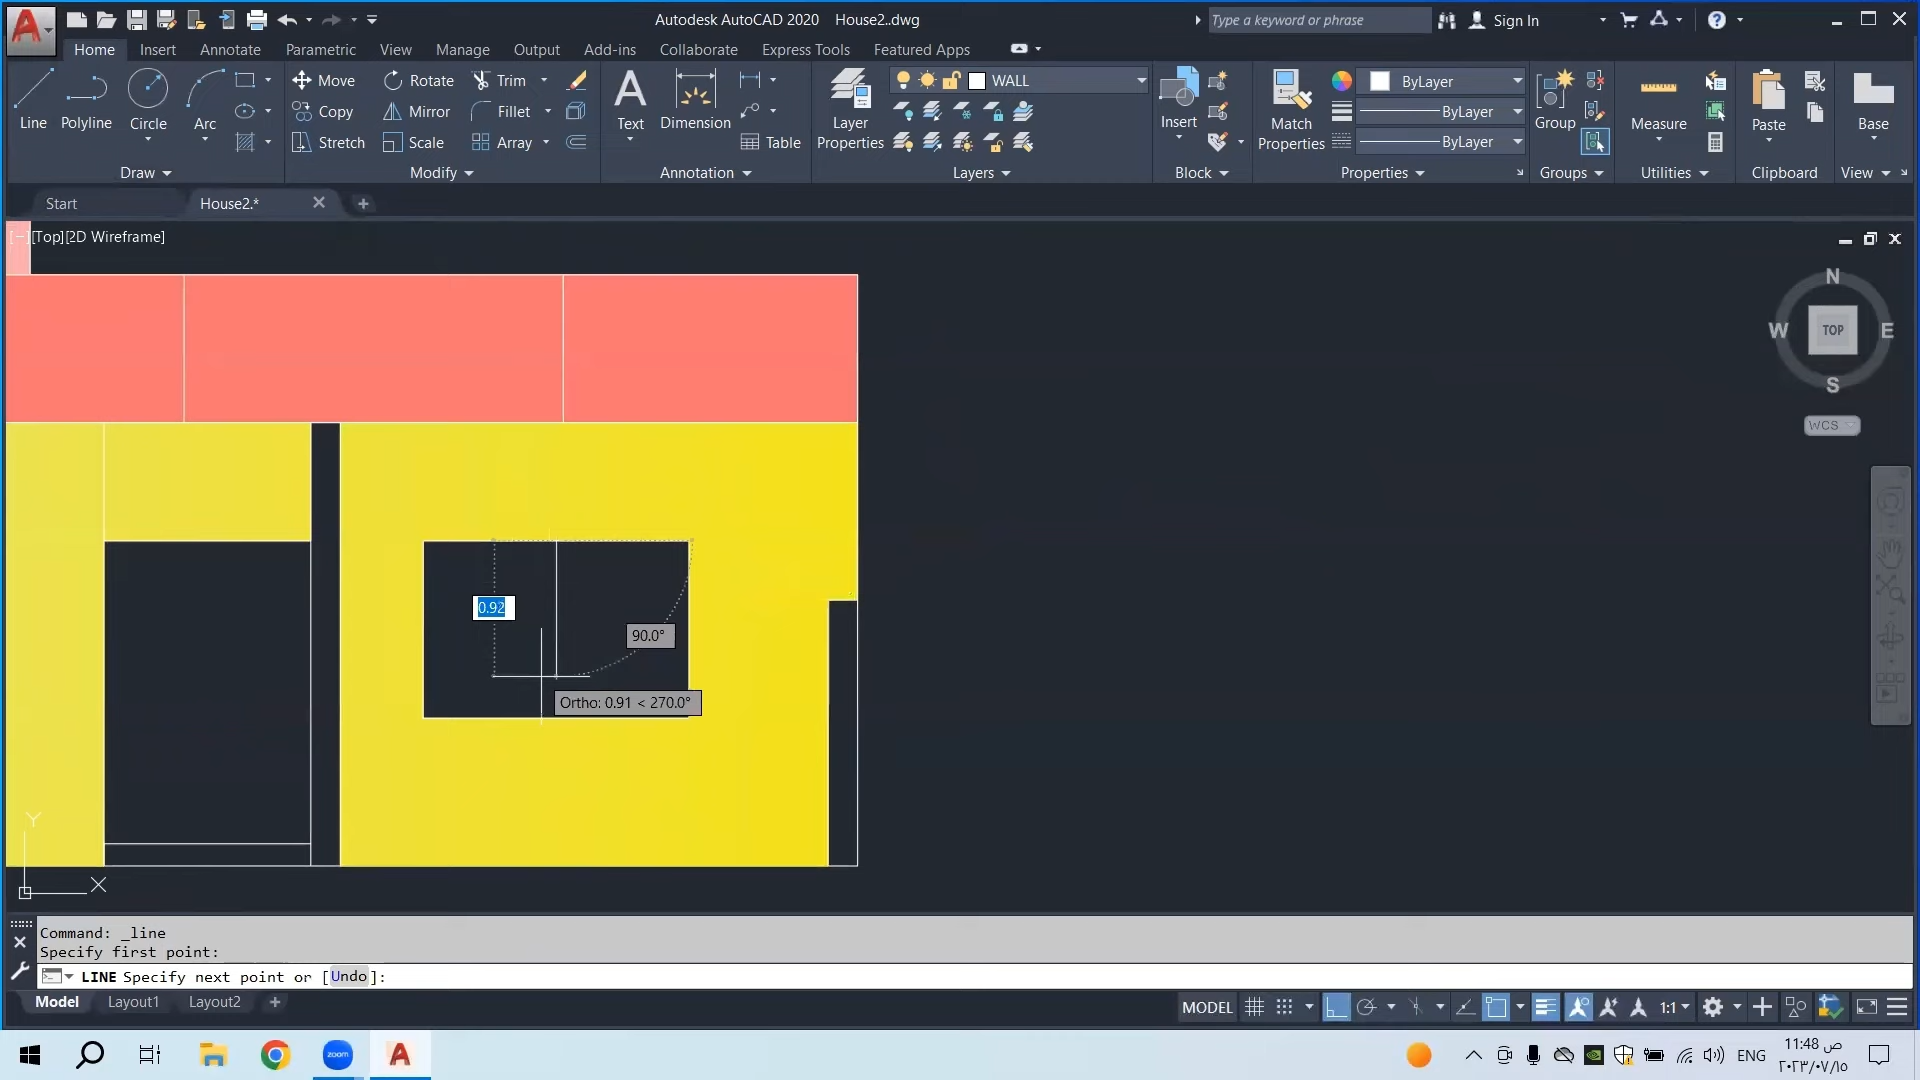 Autodesk AutoCAD 2020 House2..dwg
Type a keyword or phrase
Sign In
Home Insert Annotate Parametric View Manage Output Add-ins Collaborate Express Tools Featured Apps
Line Polyline Circle Arc
Draw
Move Rotate Trim
Copy Mirror Fillet
Stretch Scale Array
Modify
Text Dimension Table
Annotation
Layer Properties
WALL
Layers
Insert
Block
Match Properties
ByLayer
ByLayer
ByLayer
Properties
Group
Groups
Measure
Utilities
Paste
Clipboard
Base
View
Start House2.*
[−][Top][2D Wireframe]
N
W TOP E
S
WCS
0.92
90.0°
Ortho: 0.91 < 270.0°
Y
X
Command: _line
Specify first point:
LINE Specify next point or [Undo]:
Model Layout1 Layout2
MODEL 1:1
zoom
ENG
11:48 ص
٢٠٢٣/٠٧/١٥